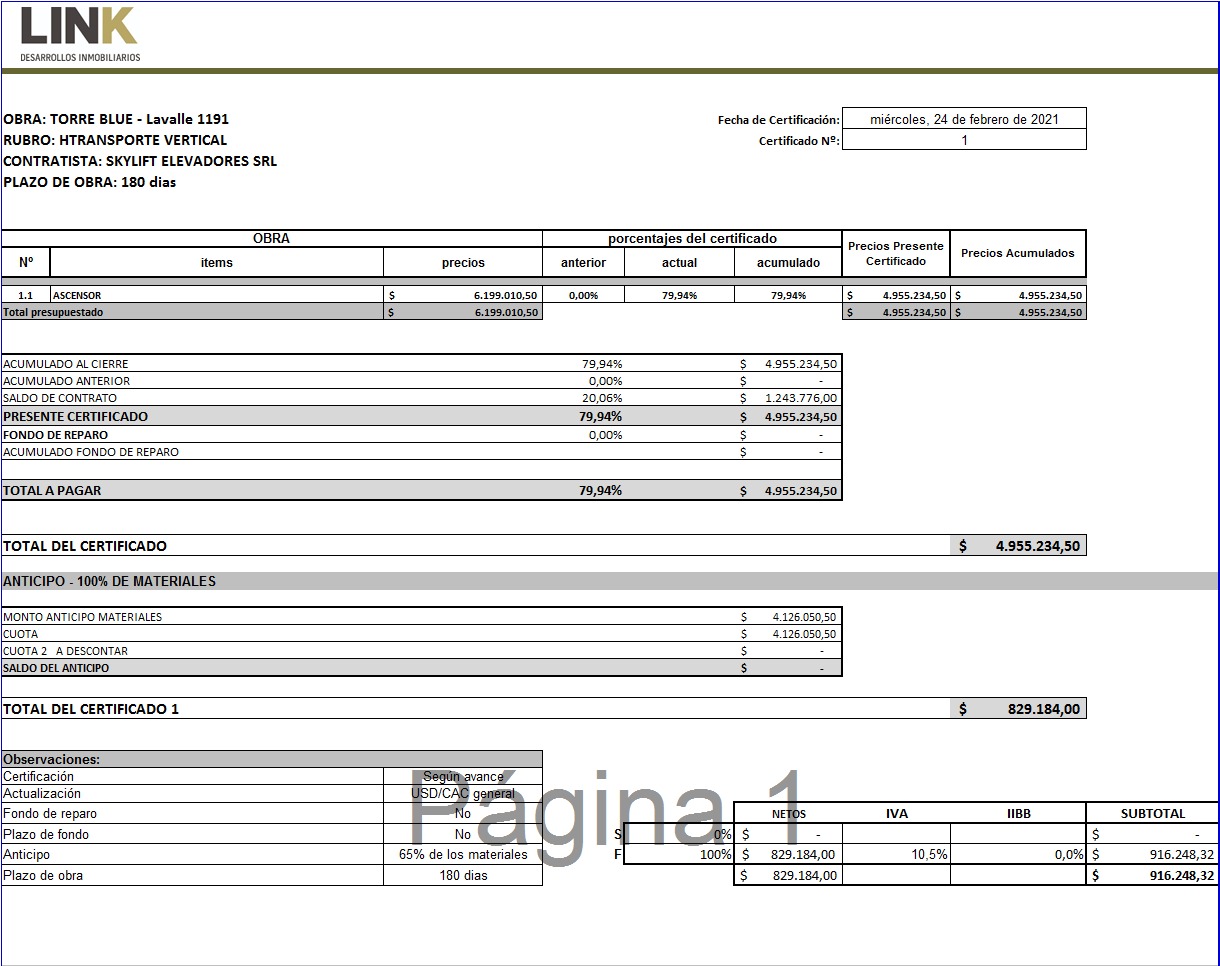 LINK
DESARROLLOS INMOBILIARIOS
OBRA: TORRE BLUE - Lavalle 1191
Fecha de Certificación: miércoles, 24 de febrero de 2021
RUBRO: HTRANSPORTE VERTICAL
Certificado Nº: 1
CONTRATISTA: SKYLIFT ELEVADORES SRL
PLAZO DE OBRA: 180 dias
OBRA porcentajes del certificado Precios Presente Certificado Precios Acumulados
Nº items precios anterior actual acumulado
1.1 ASCENSOR $ 6.199.010,50 0,00% 79,94% 79,94% $ 4.955.234,50 $ 4.955.234,50
Total presupuestado $ 6.199.010,50 $ 4.955.234,50 $ 4.955.234,50
ACUMULADO AL CIERRE 79,94% $ 4.955.234,50
ACUMULADO ANTERIOR 0,00% $ -
SALDO DE CONTRATO 20,06% $ 1.243.776,00
PRESENTE CERTIFICADO 79,94% $ 4.955.234,50
FONDO DE REPARO 0,00% $ -
ACUMULADO FONDO DE REPARO $ -
TOTAL A PAGAR 79,94% $ 4.955.234,50
TOTAL DEL CERTIFICADO $ 4.955.234,50
ANTICIPO - 100% DE MATERIALES
MONTO ANTICIPO MATERIALES $ 4.126.050,50
CUOTA $ 4.126.050,50
CUOTA 2 A DESCONTAR $ -
SALDO DEL ANTICIPO $ -
TOTAL DEL CERTIFICADO 1 $ 829.184,00
Observaciones:
Certificación Según avance
Actualización USD/CAC general
Página 1
Fondo de reparo No
NETOS IVA IIBB SUBTOTAL
Plazo de fondo No
S 0% $ - $ -
Anticipo 65% de los materiales
F 100% $ 829.184,00 10,5% 0,0% $ 916.248,32
Plazo de obra 180 dias
$ 829.184,00 $ 916.248,32